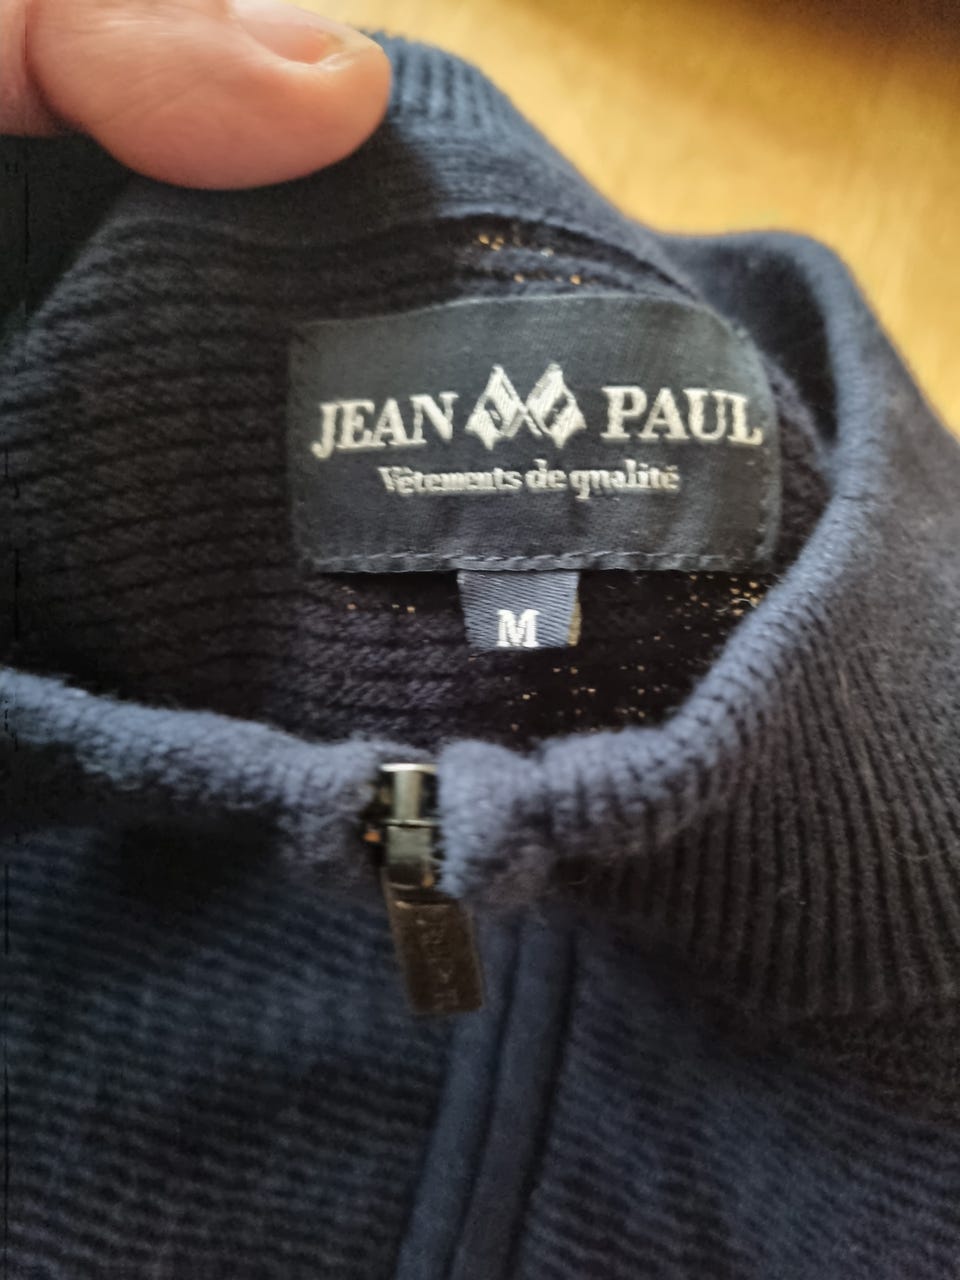 JEAN PAUL
Vêtements de qualité
M